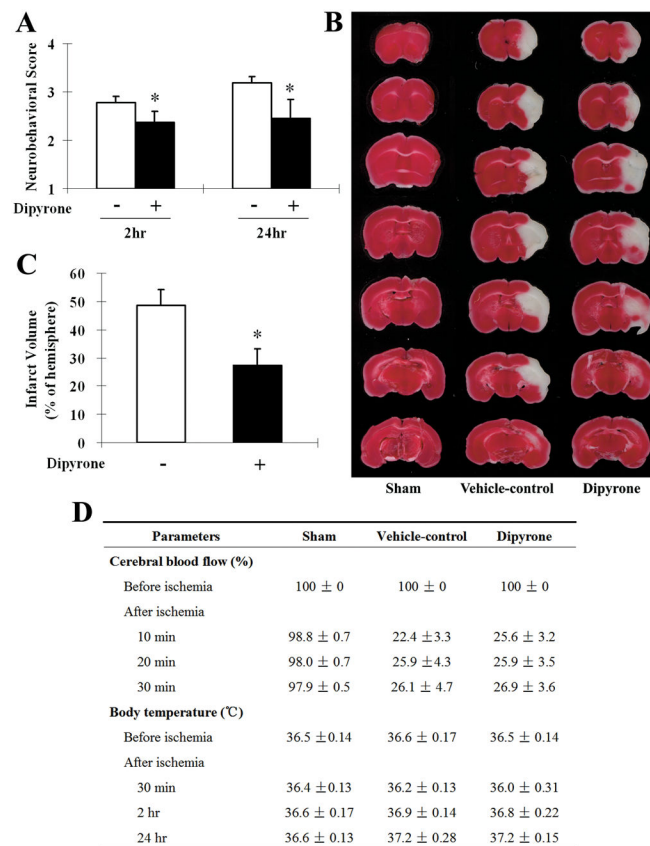 A
Neurobehavioral Score
4
3
2
1
*
*
Dipyrone - + - +
2hr 24hr
B
Sham Vehicle-control Dipyrone
C
Infarct Volume
(% of hemisphere)
60
50
40
30
20
10
0
*
Dipyrone - +
D
Parameters Sham Vehicle-control Dipyrone
Cerebral blood flow (%)
Before ischemia 100 ± 0 100 ± 0 100 ± 0
After ischemia
10 min 98.8 ± 0.7 22.4 ±3.3 25.6 ± 3.2
20 min 98.0 ± 0.7 25.9 ±4.3 25.9 ± 3.5
30 min 97.9 ± 0.5 26.1 ± 4.7 26.9 ± 3.6
Body temperature (℃)
Before ischemia 36.5 ±0.14 36.6 ± 0.17 36.5 ± 0.14
After ischemia
30 min 36.4 ±0.13 36.2 ± 0.13 36.0 ± 0.31
2 hr 36.6 ± 0.17 36.9 ± 0.14 36.8 ± 0.22
24 hr 36.6 ± 0.13 37.2 ± 0.28 37.2 ± 0.15